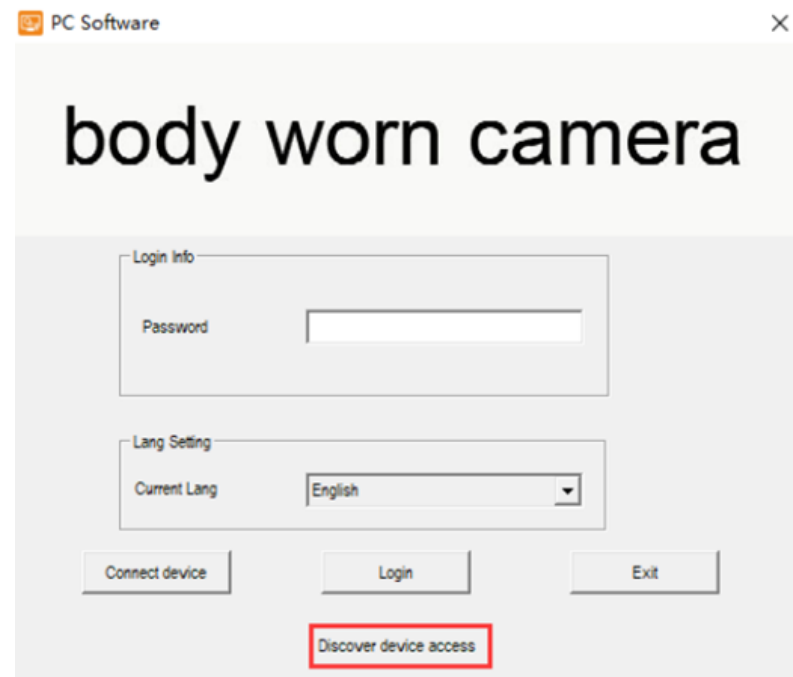 PC Software
body worn camera
Login Info
Password
Lang Setting
Current Lang English
Connect device Login Exit
Discover device access